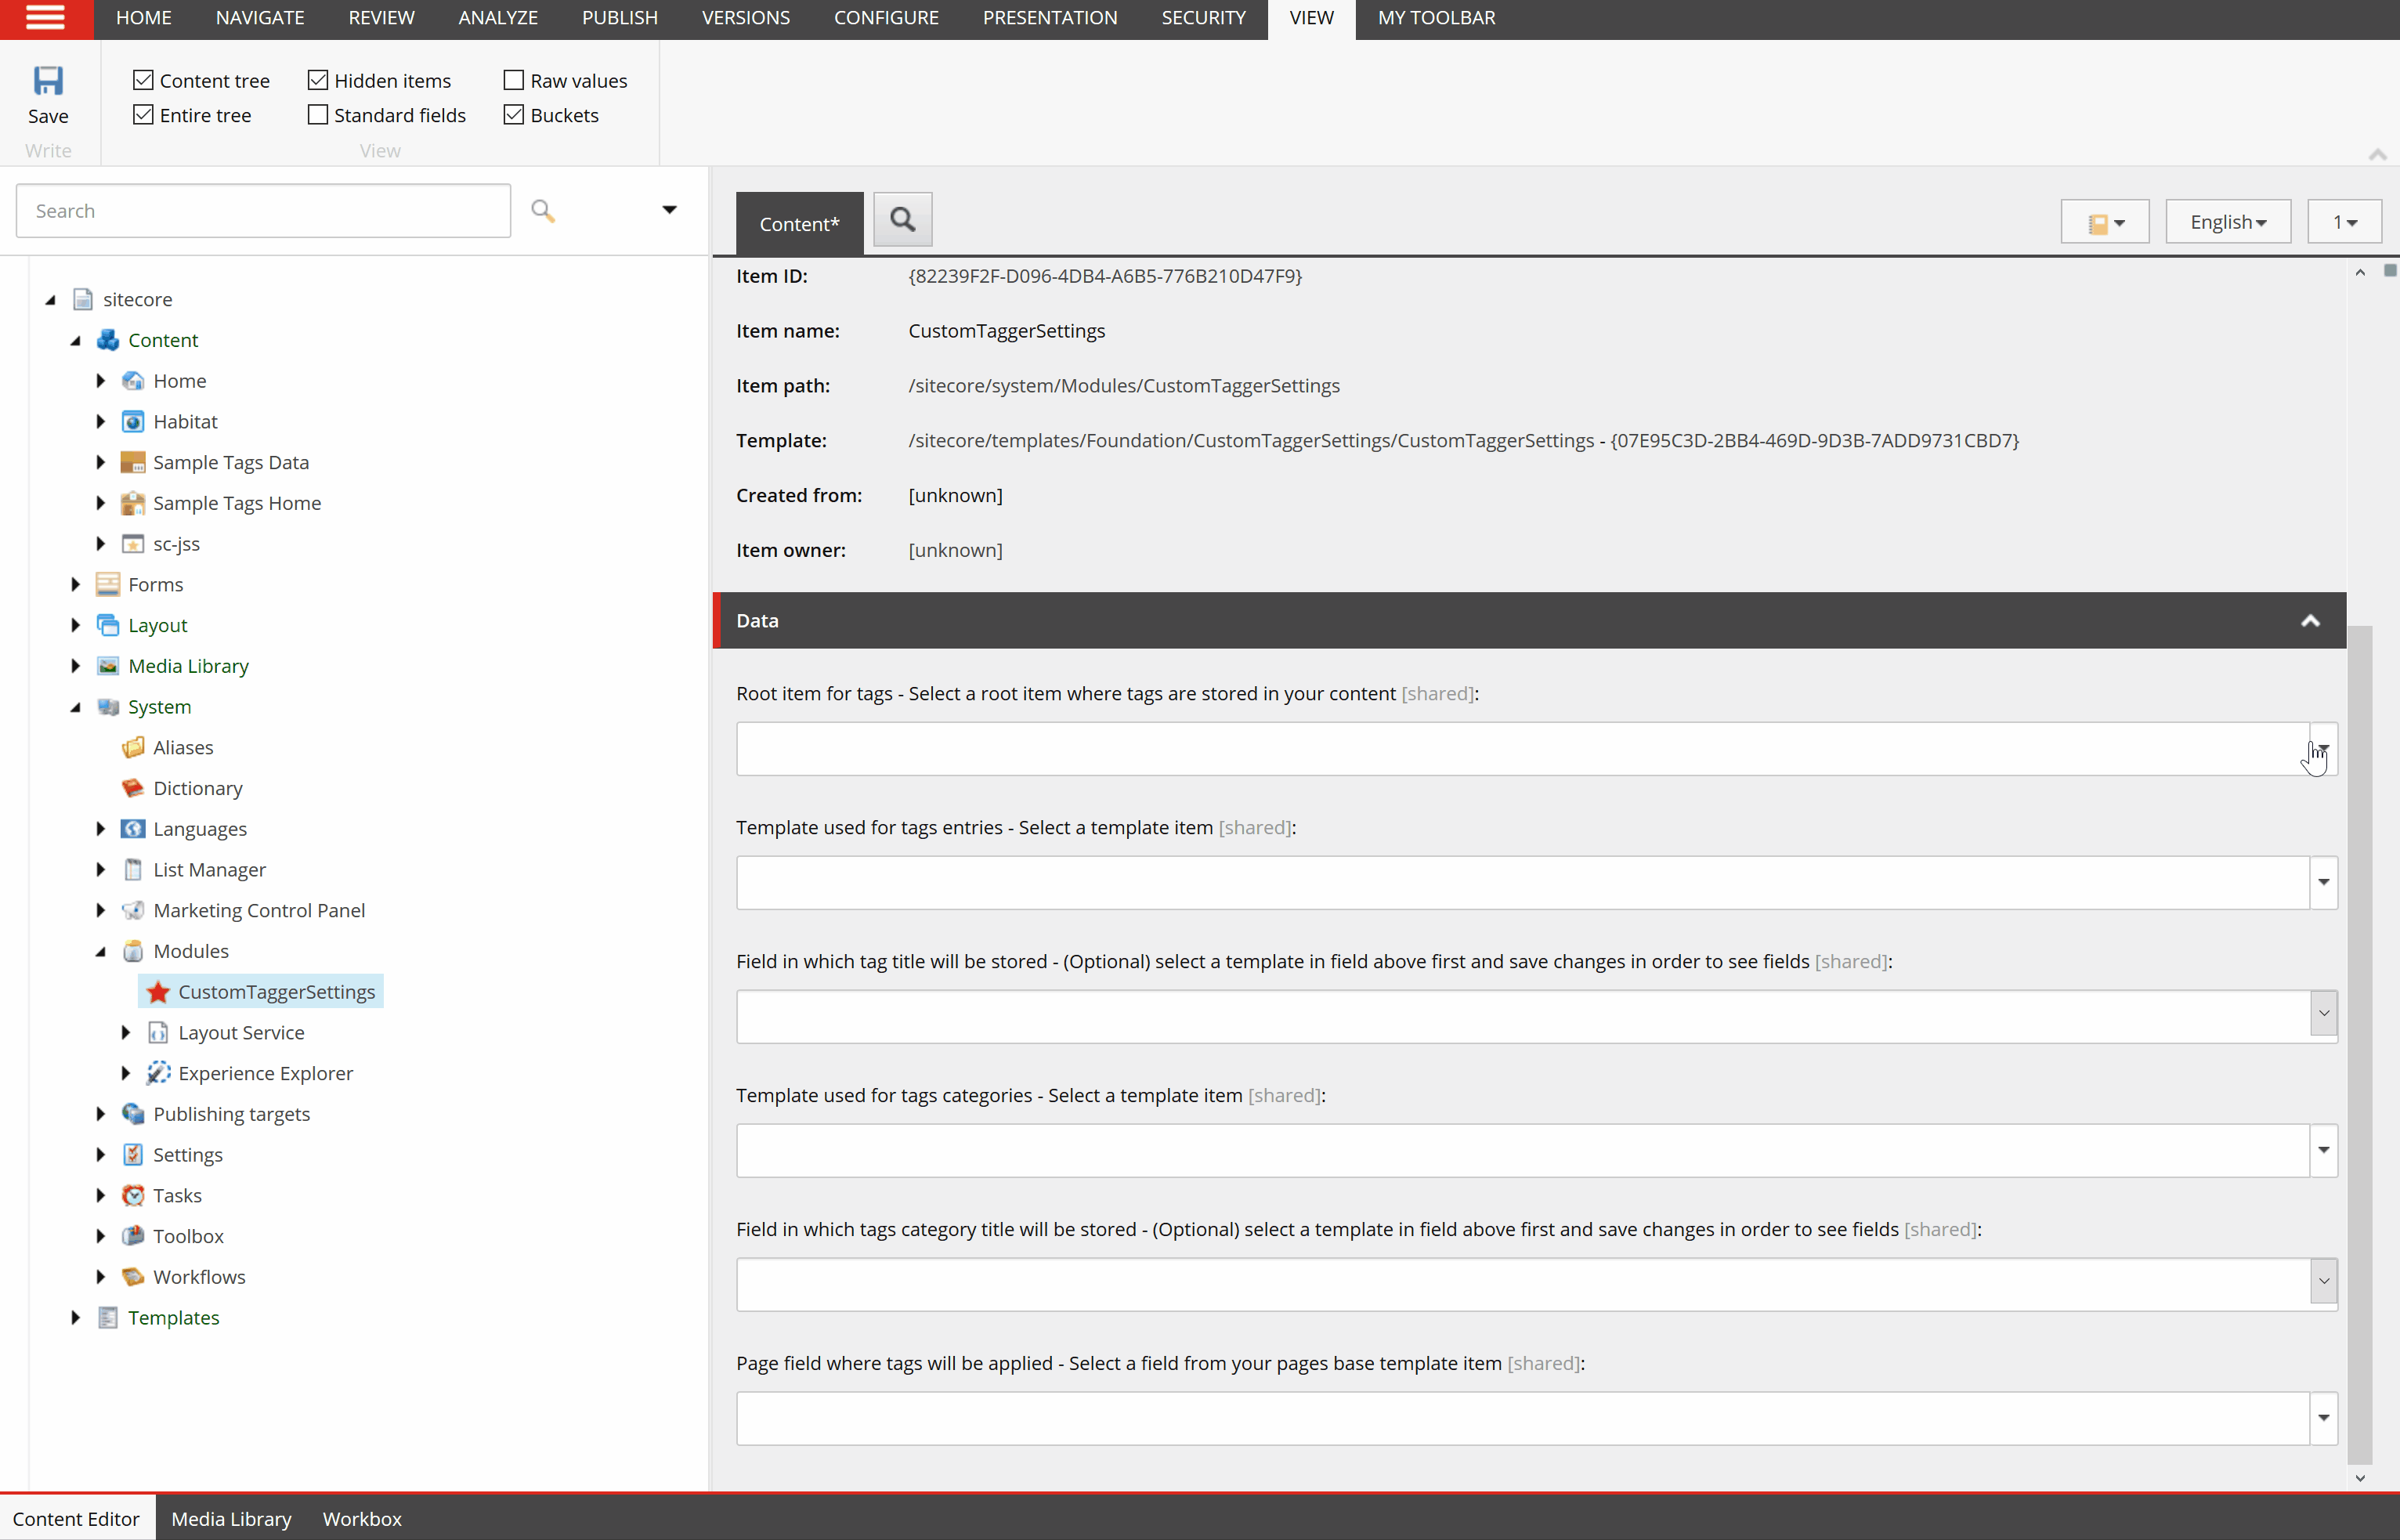 HOME NAVIGATE REVIEW ANALYZE PUBLISH VERSIONS CONFIGURE PRESENTATION SECURITY VIEW MY TOOLBAR
Content tree Hidden items Raw values
Save Entire tree Standard fields Buckets
Write View
Search
Content* English 1
sitecore
Content
Home
Habitat
Sample Tags Data
Sample Tags Home
sc-jss
Forms
Layout
Media Library
System
Aliases
Dictionary
Languages
List Manager
Marketing Control Panel
Modules
CustomTaggerSettings
Layout Service
Experience Explorer
Publishing targets
Settings
Tasks
Toolbox
Workflows
Templates
Item ID: {82239F2F-D096-4DB4-A6B5-776B210D47F9}
Item name: CustomTaggerSettings
Item path: /sitecore/system/Modules/CustomTaggerSettings
Template: /sitecore/templates/Foundation/CustomTaggerSettings/CustomTaggerSettings - {07E95C3D-2BB4-469D-9D3B-7ADD9731CBD7}
Created from: [unknown]
Item owner: [unknown]
Data
Root item for tags - Select a root item where tags are stored in your content [shared]:
Template used for tags entries - Select a template item [shared]:
Field in which tag title will be stored - (Optional) select a template in field above first and save changes in order to see fields [shared]:
Template used for tags categories - Select a template item [shared]:
Field in which tags category title will be stored - (Optional) select a template in field above first and save changes in order to see fields [shared]:
Page field where tags will be applied - Select a field from your pages base template item [shared]:
Content Editor Media Library Workbox